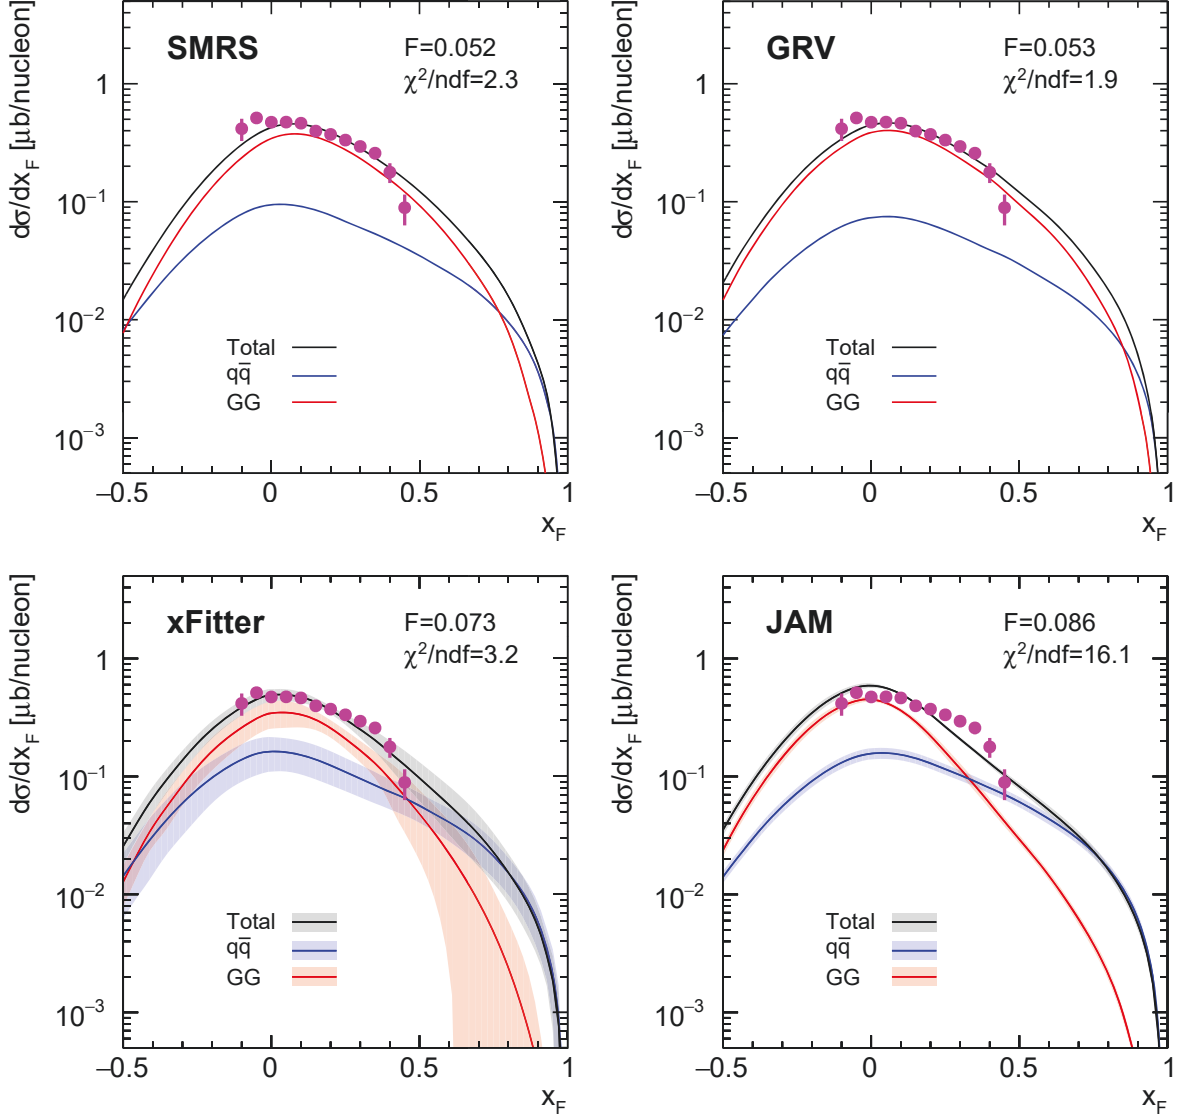 SMRS
F=0.052
χ²/ndf=2.3
dσ/dx_F [μb/nucleon]
1
10⁻¹
10⁻²
10⁻³
Total
qq̅
GG
−0.5 0 0.5 1
x_F
GRV
F=0.053
χ²/ndf=1.9
dσ/dx_F [μb/nucleon]
1
10⁻¹
10⁻²
10⁻³
Total
qq̅
GG
−0.5 0 0.5 1
x_F
xFitter
F=0.073
χ²/ndf=3.2
dσ/dx_F [μb/nucleon]
1
10⁻¹
10⁻²
10⁻³
Total
qq̅
GG
−0.5 0 0.5 1
x_F
JAM
F=0.086
χ²/ndf=16.1
dσ/dx_F [μb/nucleon]
1
10⁻¹
10⁻²
10⁻³
Total
qq̅
GG
−0.5 0 0.5 1
x_F